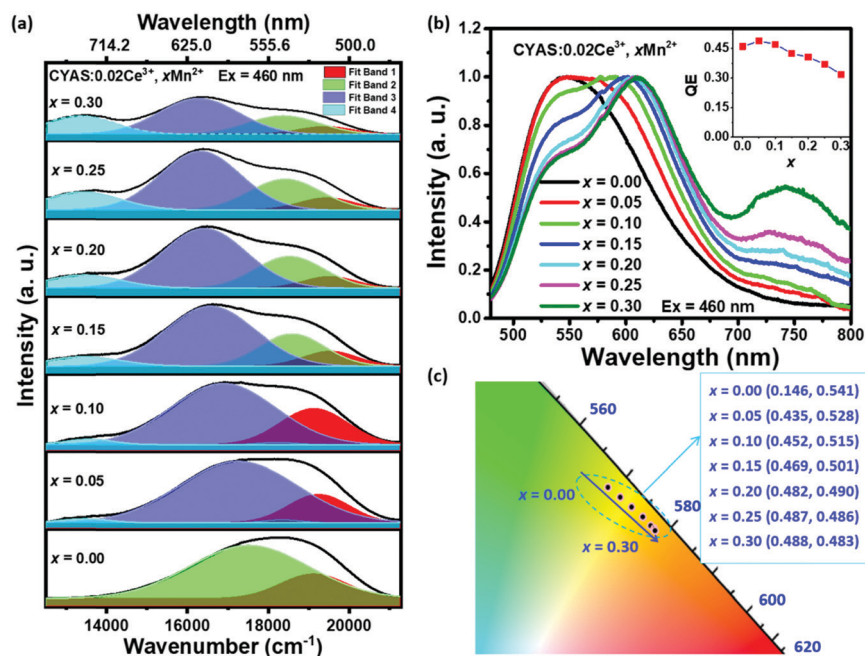 (a)
Wavelength (nm)
714.2 625.0 555.6 500.0
CYAS:0.02Ce³⁺, xMn²⁺ Ex = 460 nm
Fit Band 1
Fit Band 2
Fit Band 3
Fit Band 4
x = 0.30
x = 0.25
x = 0.20
x = 0.15
x = 0.10
x = 0.05
x = 0.00
Intensity (a. u.)
14000 16000 18000 20000
Wavenumber (cm⁻¹)
(b)
CYAS:0.02Ce³⁺, xMn²⁺
1.2
1.0
0.8
0.6
0.4
0.2
0.0
Intensity (a. u.)
x = 0.00
x = 0.05
x = 0.10
x = 0.15
x = 0.20
x = 0.25
x = 0.30
Ex = 460 nm
500 550 600 650 700 750 800
Wavelength (nm)
QE
0.45
0.30
0.15
0.00
0.0 0.1 0.2 0.3
x
(c)
560
580
600
620
x = 0.00
x = 0.30
x = 0.00 (0.146, 0.541)
x = 0.05 (0.435, 0.528)
x = 0.10 (0.452, 0.515)
x = 0.15 (0.469, 0.501)
x = 0.20 (0.482, 0.490)
x = 0.25 (0.487, 0.486)
x = 0.30 (0.488, 0.483)